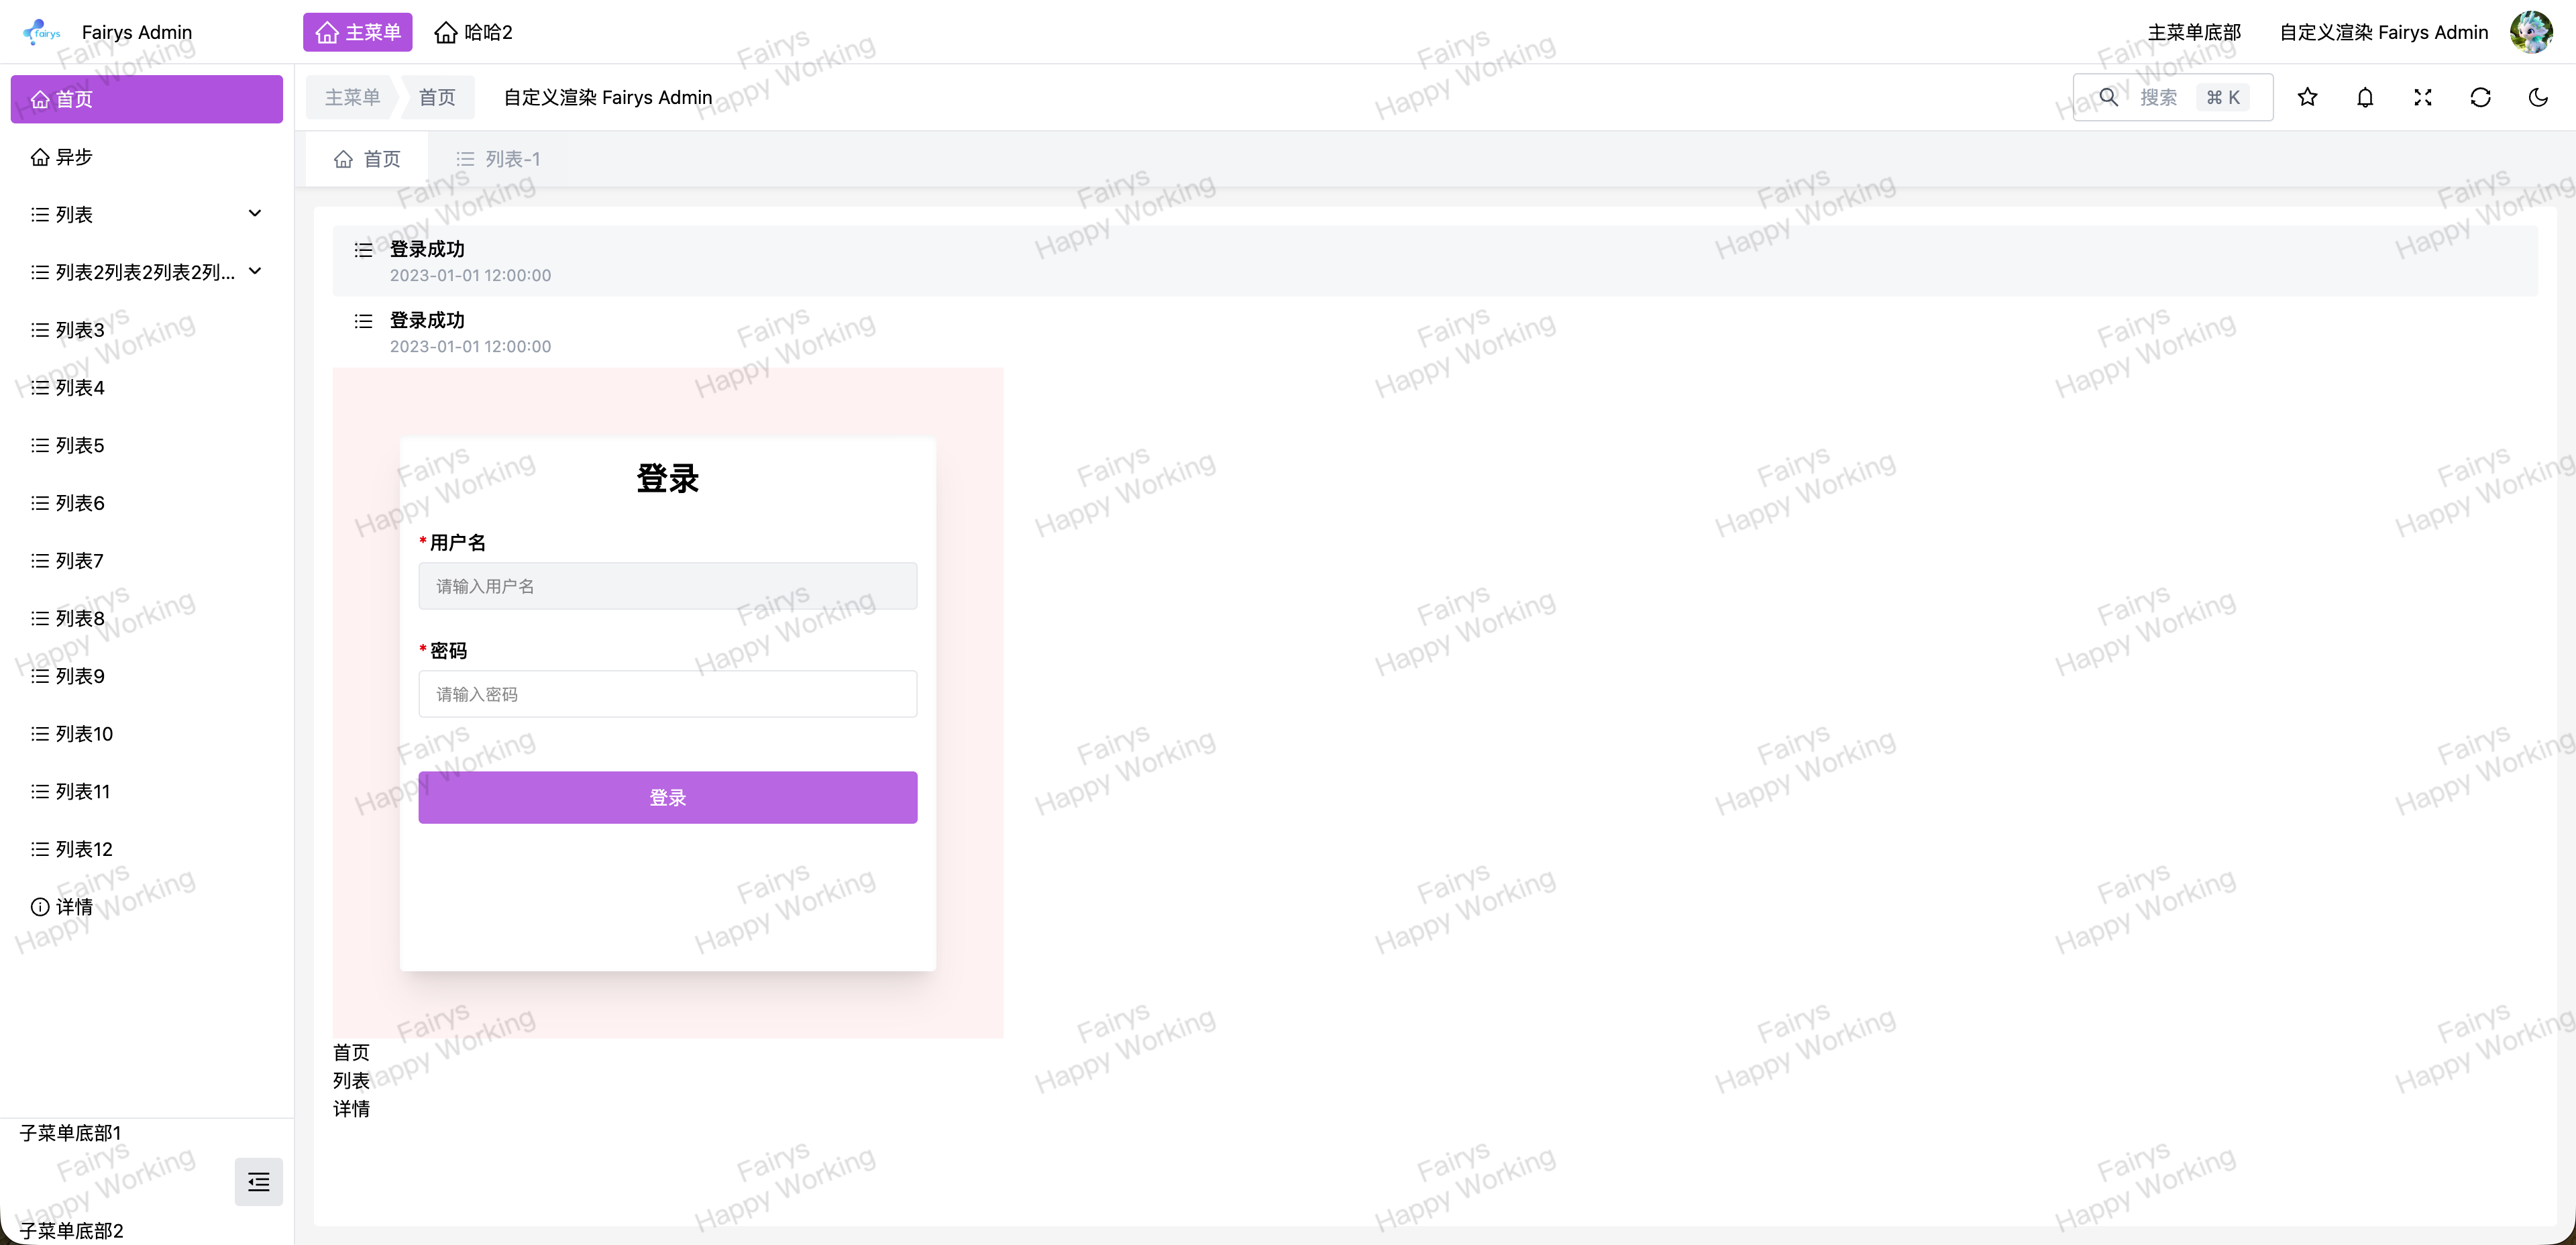 fairys
Fairys Admin
主菜单
哈哈2
主菜单底部
自定义渲染 Fairys Admin
首页
异步
列表
列表2列表2列表2列...
列表3
列表4
列表5
列表6
列表7
列表8
列表9
列表10
列表11
列表12
详情
子菜单底部1
子菜单底部2
主菜单
首页
自定义渲染 Fairys Admin
搜索
⌘ K
首页
列表-1
登录成功
2023-01-01 12:00:00
登录成功
2023-01-01 12:00:00
登录
*用户名
请输入用户名
*密码
请输入密码
登录
首页
列表
详情
Fairys
Happy Working